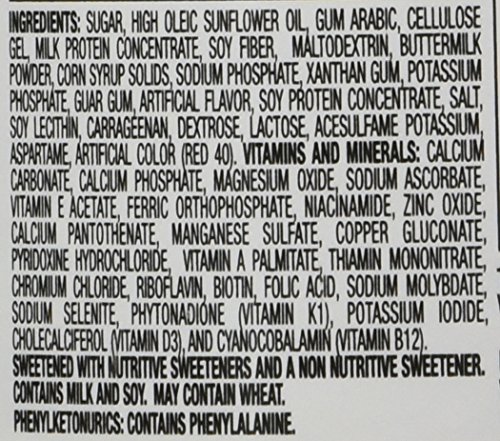 INGREDIENTS: SUGAR, HIGH OLEIC SUNFLOWER OIL, GUM ARABIC, CELLULOSE
GEL, MILK PROTEIN CONCENTRATE, SOY FIBER, MALTODEXTRIN, BUTTERMILK
POWDER, CORN SYRUP SOLIDS, SODIUM PHOSPHATE, XANTHAN GUM, POTASSIUM
PHOSPHATE, GUAR GUM, ARTIFICIAL FLAVOR, SOY PROTEIN CONCENTRATE, SALT,
SOY LECITHIN, CARRAGEENAN, DEXTROSE, LACTOSE, ACESULFAME POTASSIUM,
ASPARTAME, ARTIFICIAL COLOR (RED 40). VITAMINS AND MINERALS: CALCIUM
CARBONATE, CALCIUM PHOSPHATE, MAGNESIUM OXIDE, SODIUM ASCORBATE,
VITAMIN E ACETATE, FERRIC ORTHOPHOSPHATE, NIACINAMIDE, ZINC OXIDE,
CALCIUM PANTOTHENATE, MANGANESE SULFATE, COPPER GLUCONATE,
PYRIDOXINE HYDROCHLORIDE, VITAMIN A PALMITATE, THIAMIN MONONITRATE,
CHROMIUM CHLORIDE, RIBOFLAVIN, BIOTIN, FOLIC ACID, SODIUM MOLYBDATE,
SODIUM SELENITE, PHYTONADIONE (VITAMIN K1), POTASSIUM IODIDE,
CHOLECALCIFEROL (VITAMIN D3), AND CYANOCOBALAMIN (VITAMIN B12).
SWEETENED WITH NUTRITIVE SWEETENERS AND A NON NUTRITIVE SWEETENER.
CONTAINS MILK AND SOY. MAY CONTAIN WHEAT.
PHENYLKETONURICS: CONTAINS PHENYLALANINE.